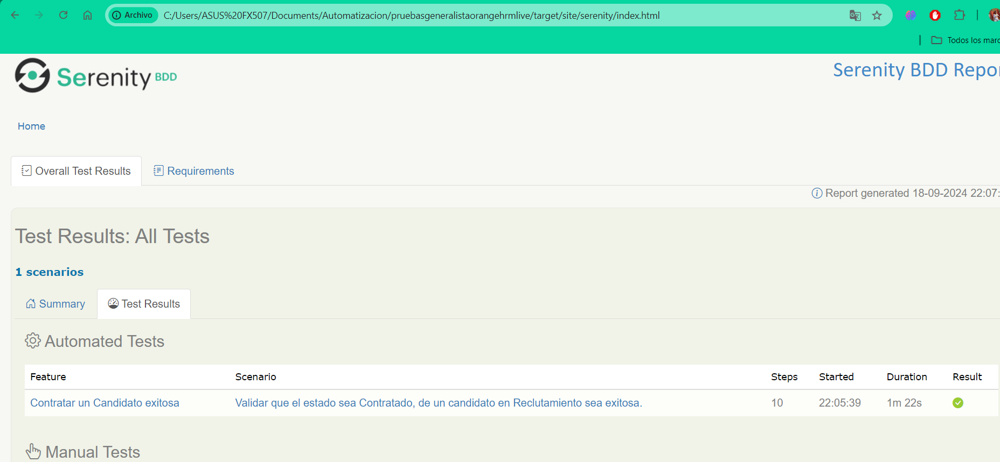 Archivo C:/Users/ASUS%20FX507/Documents/Automatizacion/pruebasgeneralistaorangehrmlive/target/site/serenity/index.html
Todos los marc
Serenity BDD
Serenity BDD Repor
Home
Overall Test Results Requirements
Report generated 18-09-2024 22:07:
Test Results: All Tests
1 scenarios
Summary Test Results
Automated Tests
Feature Scenario Steps Started Duration Result
Contratar un Candidato exitosa Validar que el estado sea Contratado, de un candidato en Reclutamiento sea exitosa. 10 22:05:39 1m 22s
Manual Tests